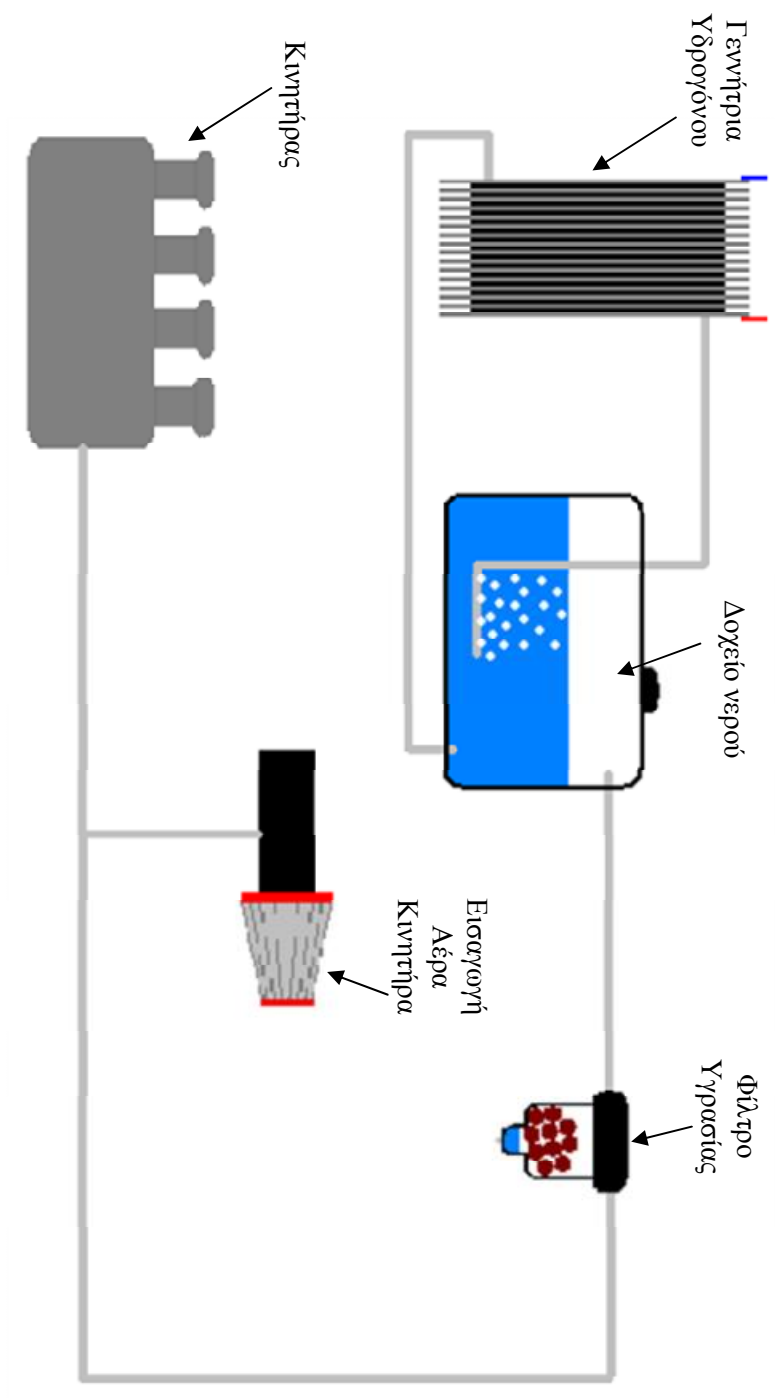 Γεννήτρια
Υδρογόνου
Δοχείο νερού
Φίλτρο
Υγρασίας
Κινητήρας
Εισαγωγή
Αέρα
Κινητήρα